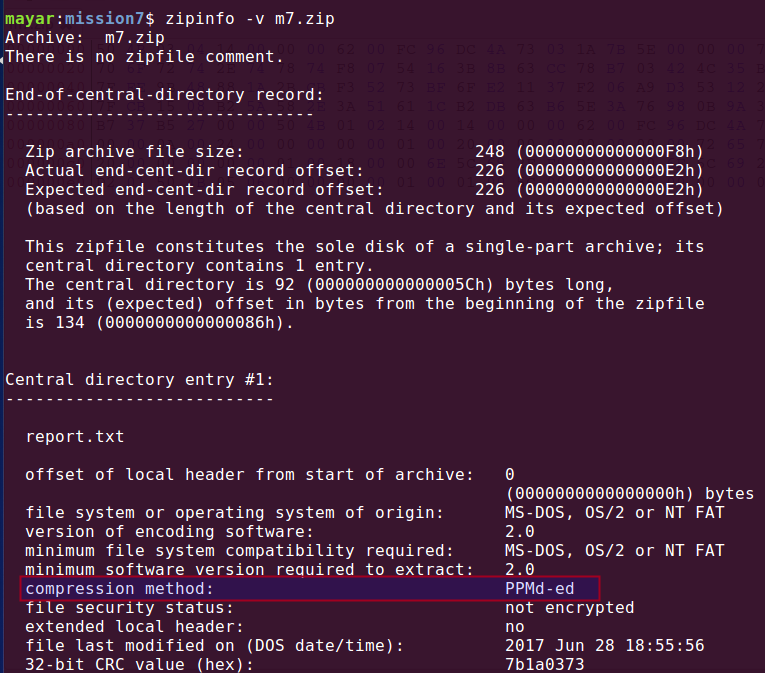 mayar:mission7$ zipinfo -v m7.zip
Archive:  m7.zip
There is no zipfile comment.

End-of-central-directory record:
-------------------------------

  Zip archive file size:                       248 (00000000000000F8h)
  Actual end-cent-dir record offset:           226 (00000000000000E2h)
  Expected end-cent-dir record offset:         226 (00000000000000E2h)
  (based on the length of the central directory and its expected offset)

  This zipfile constitutes the sole disk of a single-part archive; its
  central directory contains 1 entry.
  The central directory is 92 (000000000000005Ch) bytes long,
  and its (expected) offset in bytes from the beginning of the zipfile
  is 134 (0000000000000086h).


Central directory entry #1:
---------------------------

  report.txt

  offset of local header from start of archive:   0
                                                  (0000000000000000h) bytes
  file system or operating system of origin:      MS-DOS, OS/2 or NT FAT
  version of encoding software:                   2.0
  minimum file system compatibility required:     MS-DOS, OS/2 or NT FAT
  minimum software version required to extract:   2.0
  compression method:                             PPMd-ed
  file security status:                           not encrypted
  extended local header:                          no
  file last modified on (DOS date/time):          2017 Jun 28 18:55:56
  32-bit CRC value (hex):                         7b1a0373